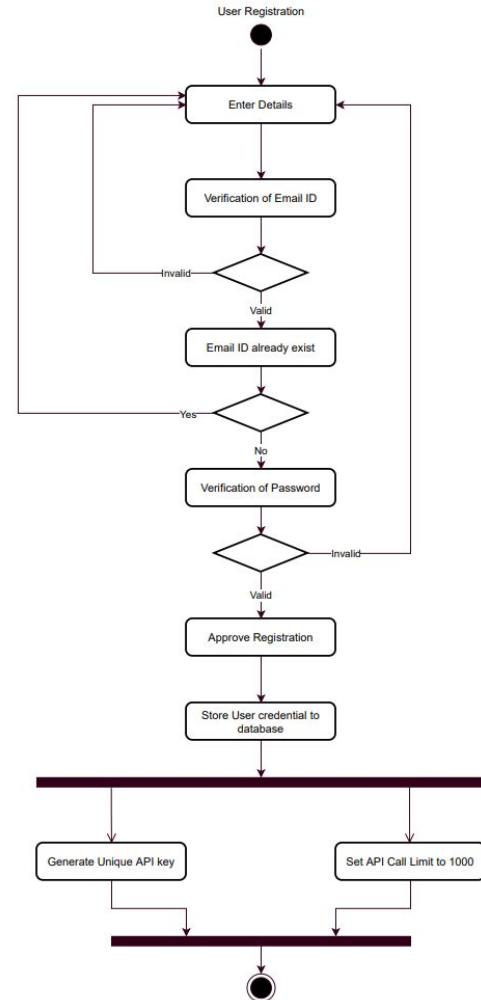 User Registration
Enter Details
Verification of Email ID
Invalid
Valid
Email ID already exist
Yes
No
Verification of Password
Invalid
Valid
Approve Registration
Store User credential to
database
Generate Unique API key
Set API Call Limit to 1000